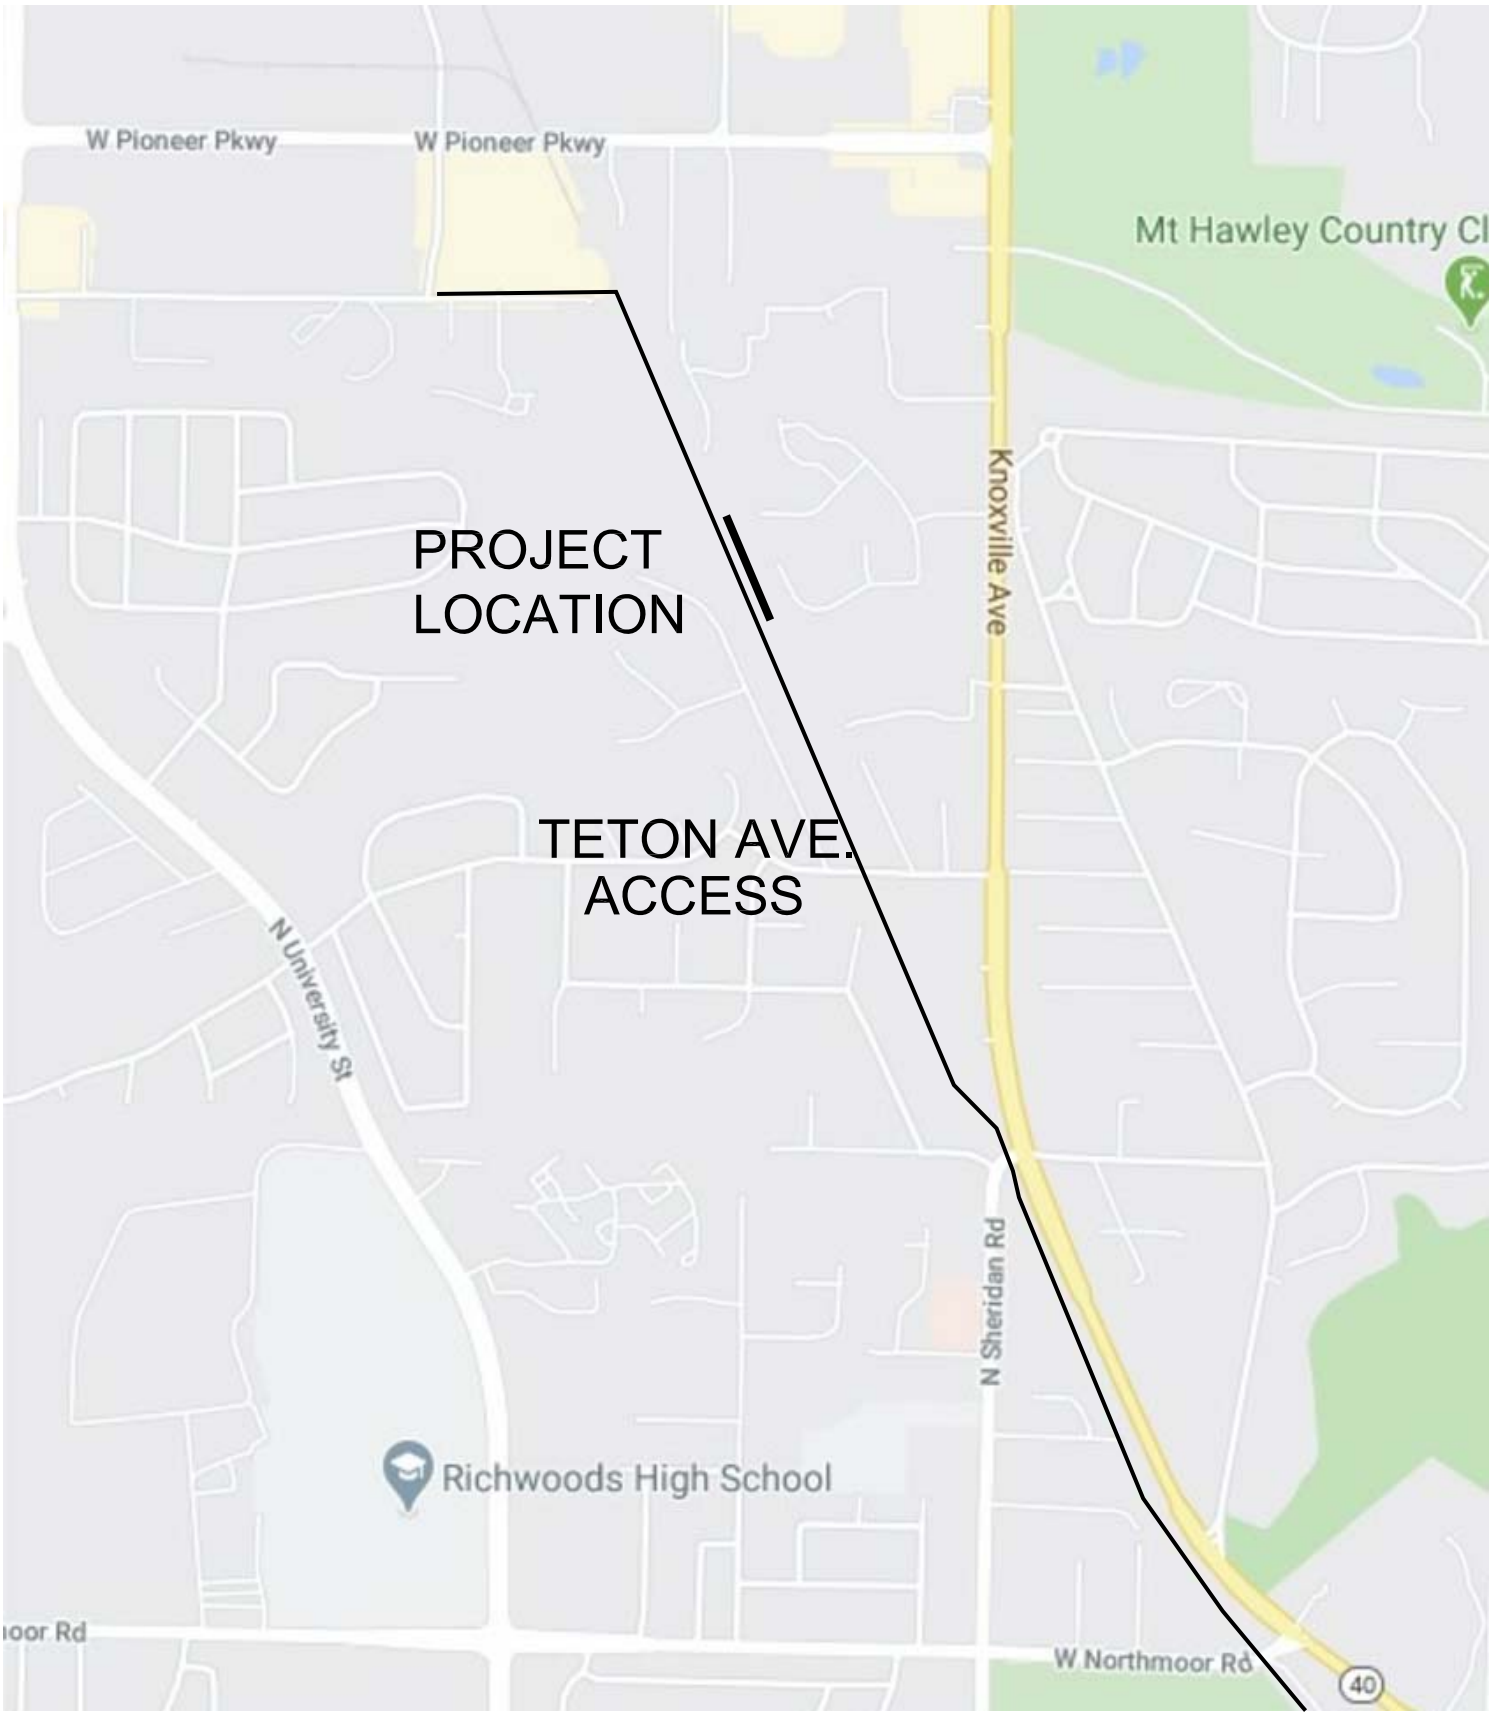 W Pioneer Pkwy
W Pioneer Pkwy
Mt Hawley Country Cl
Knoxville Ave
PROJECT
LOCATION
TETON AVE.
ACCESS
N University St
N Sheridan Rd
Richwoods High School
oor Rd
W Northmoor Rd
40